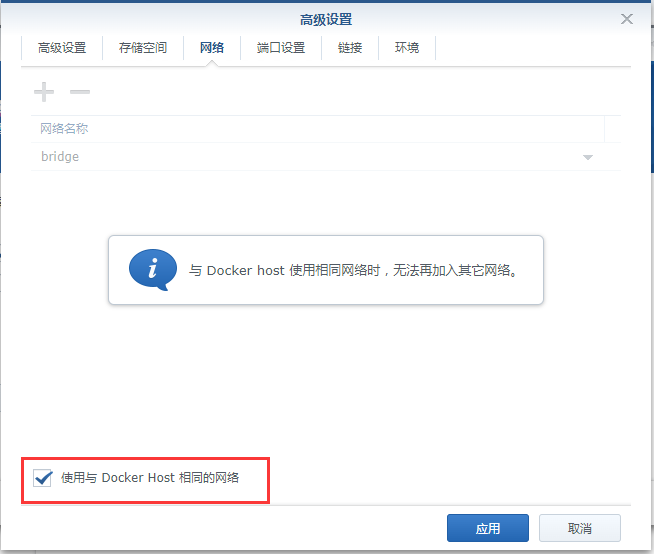 高级设置
高级设置 存储空间 网络 端口设置 链接 环境
网络名称
bridge
与 Docker host 使用相同网络时，无法再加入其它网络。
使用与 Docker Host 相同的网络
应用 取消